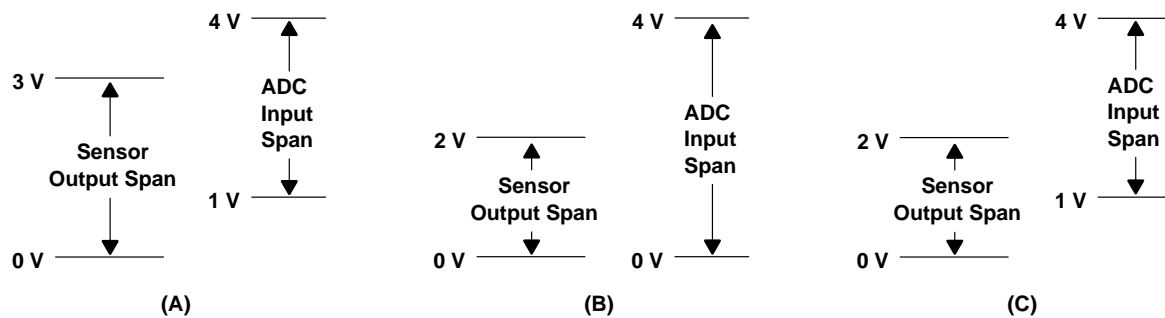 4 V
3 V
ADC
Input
Span
Sensor
Output Span
1 V
0 V
(A)
4 V
ADC
Input
Span
2 V
Sensor
Output Span
0 V
0 V
(B)
4 V
ADC
Input
Span
2 V
Sensor
Output Span
1 V
0 V
(C)